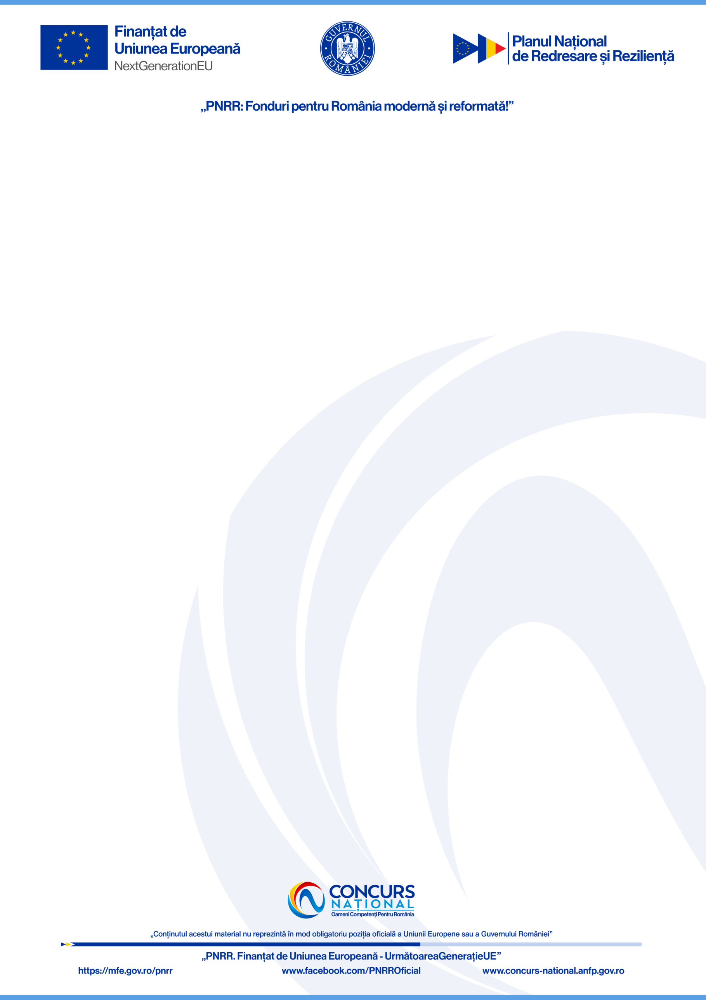 Finanțat de
Uniunea Europeană
NextGenerationEU
GUVERNUL ROMÂNIEI
Planul Național
de Redresare și Reziliență
„PNRR: Fonduri pentru România modernă și reformată!”
CONCURS
NAȚIONAL
Oameni Competenți Pentru România
„Conținutul acestui material nu reprezintă în mod obligatoriu poziția oficială a Uniunii Europene sau a Guvernului României”
„PNRR. Finanțat de Uniunea Europeană - UrmătoareaGenerațieUE”
https://mfe.gov.ro/pnrr www.facebook.com/PNRROficial www.concurs-national.anfp.gov.ro